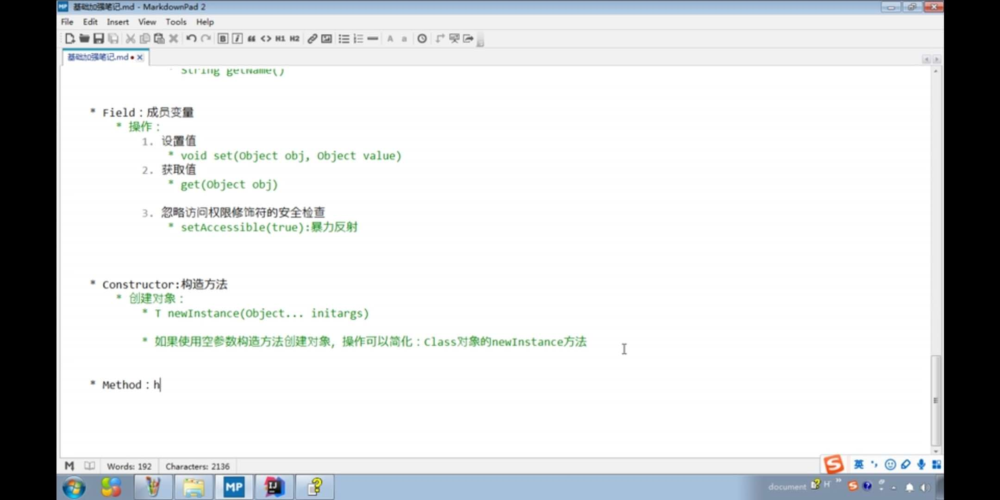 基础加强笔记.md - MarkdownPad 2
File Edit Insert View Tools Help
B i “ <> H1 H2 A a
基础加强笔记.md
* String getName()
* Field：成员变量
* 操作：
1. 设置值
* void set(Object obj, Object value)
2. 获取值
* get(Object obj)
3. 忽略访问权限修饰符的安全检查
* setAccessible(true):暴力反射
* Constructor:构造方法
* 创建对象：
* T newInstance(Object... initargs)
* 如果使用空参数构造方法创建对象，操作可以简化：Class对象的newInstance方法
* Method：h
Words: 192 Characters: 2136
英
MP IJ
document